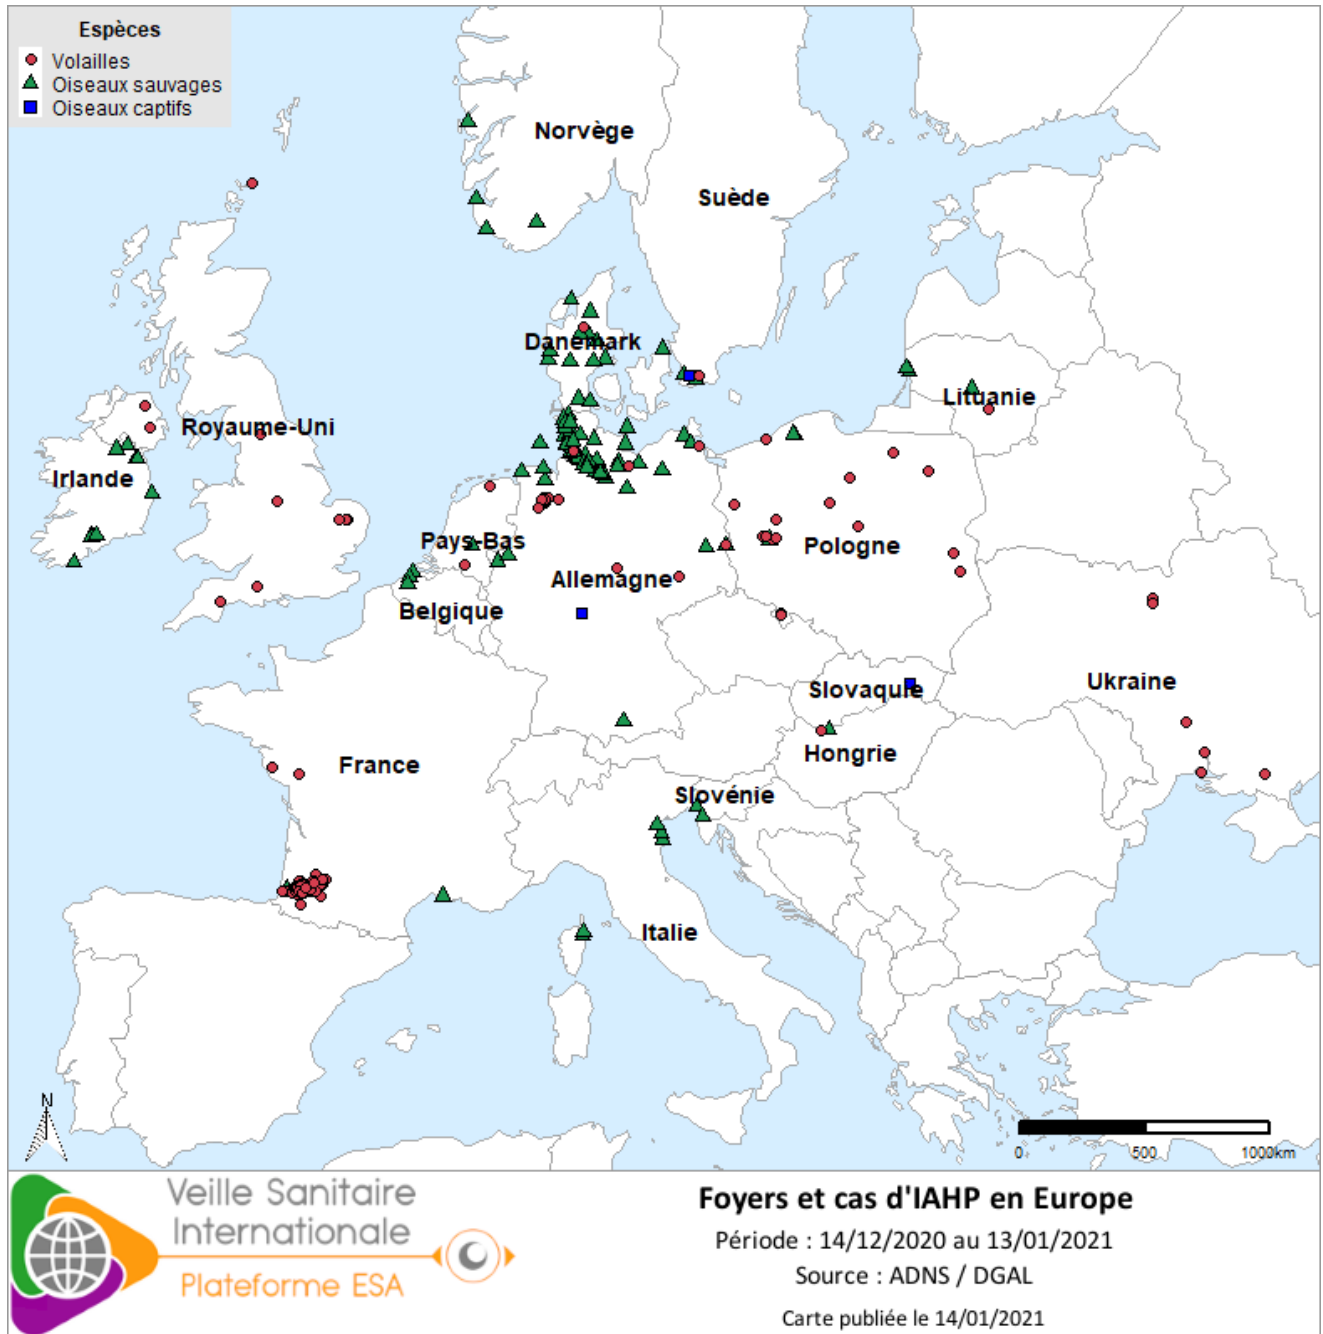 Espèces
Volailles
Oiseaux sauvages
Oiseaux captifs
Norvège
Suède
Danemark
Lituanie
Royaume-Uni
Irlande
Pays-Bas
Pologne
Allemagne
Belgique
Slovaquie
Ukraine
Hongrie
France
Slovénie
Italie
N
0 500 1000km
Veille Sanitaire
Internationale
Plateforme ESA
Foyers et cas d'IAHP en Europe
Période : 14/12/2020 au 13/01/2021
Source : ADNS / DGAL
Carte publiée le 14/01/2021